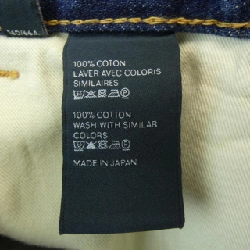 100% COTON
LAVER AVEC COLORIS
SIMILAIRES
100% COTTON
WASH WITH SIMILAR
COLORS
MADE IN JAPAN